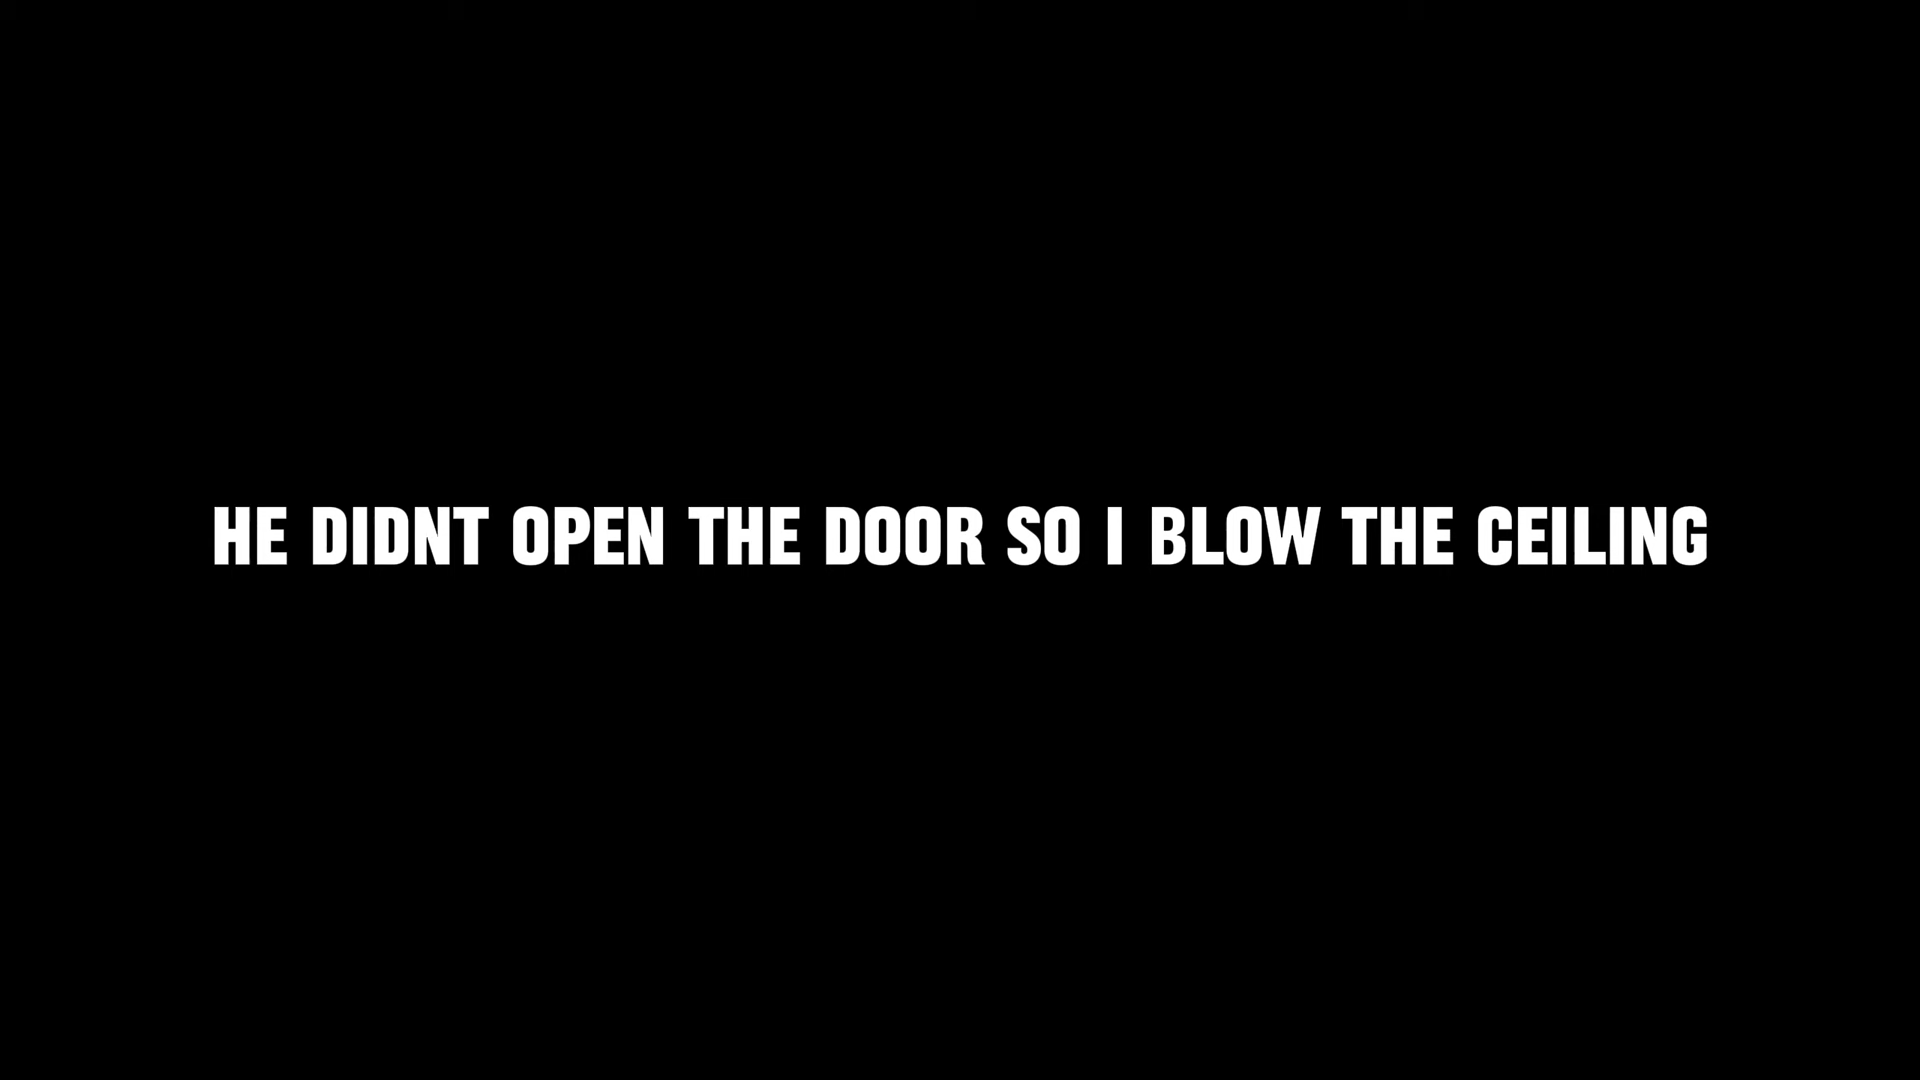 HE DIDNT OPEN THE DOOR SO I BLOW THE CEILING